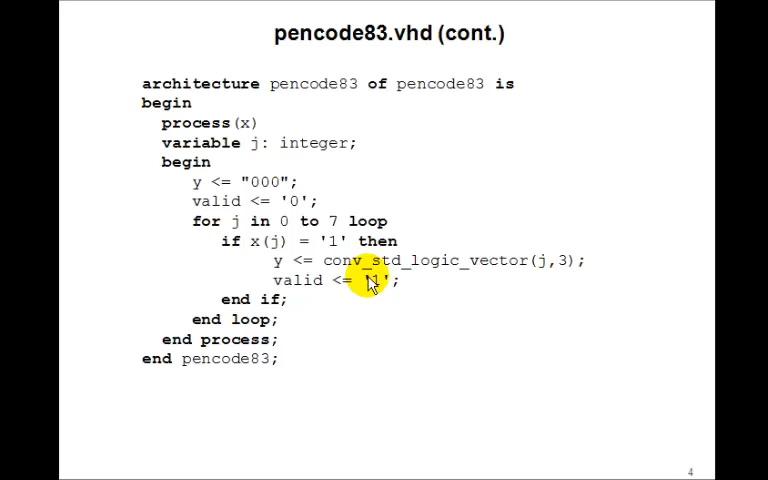 pencode83.vhd (cont.)
architecture pencode83 of pencode83 is
begin
process(x)
variable j: integer;
begin
y <= "000";
valid <= '0';
for j in 0 to 7 loop
if x(j) = '1' then
y <= conv_std_logic_vector(j,3);
valid <= '1';
end if;
end loop;
end process;
end pencode83;
4